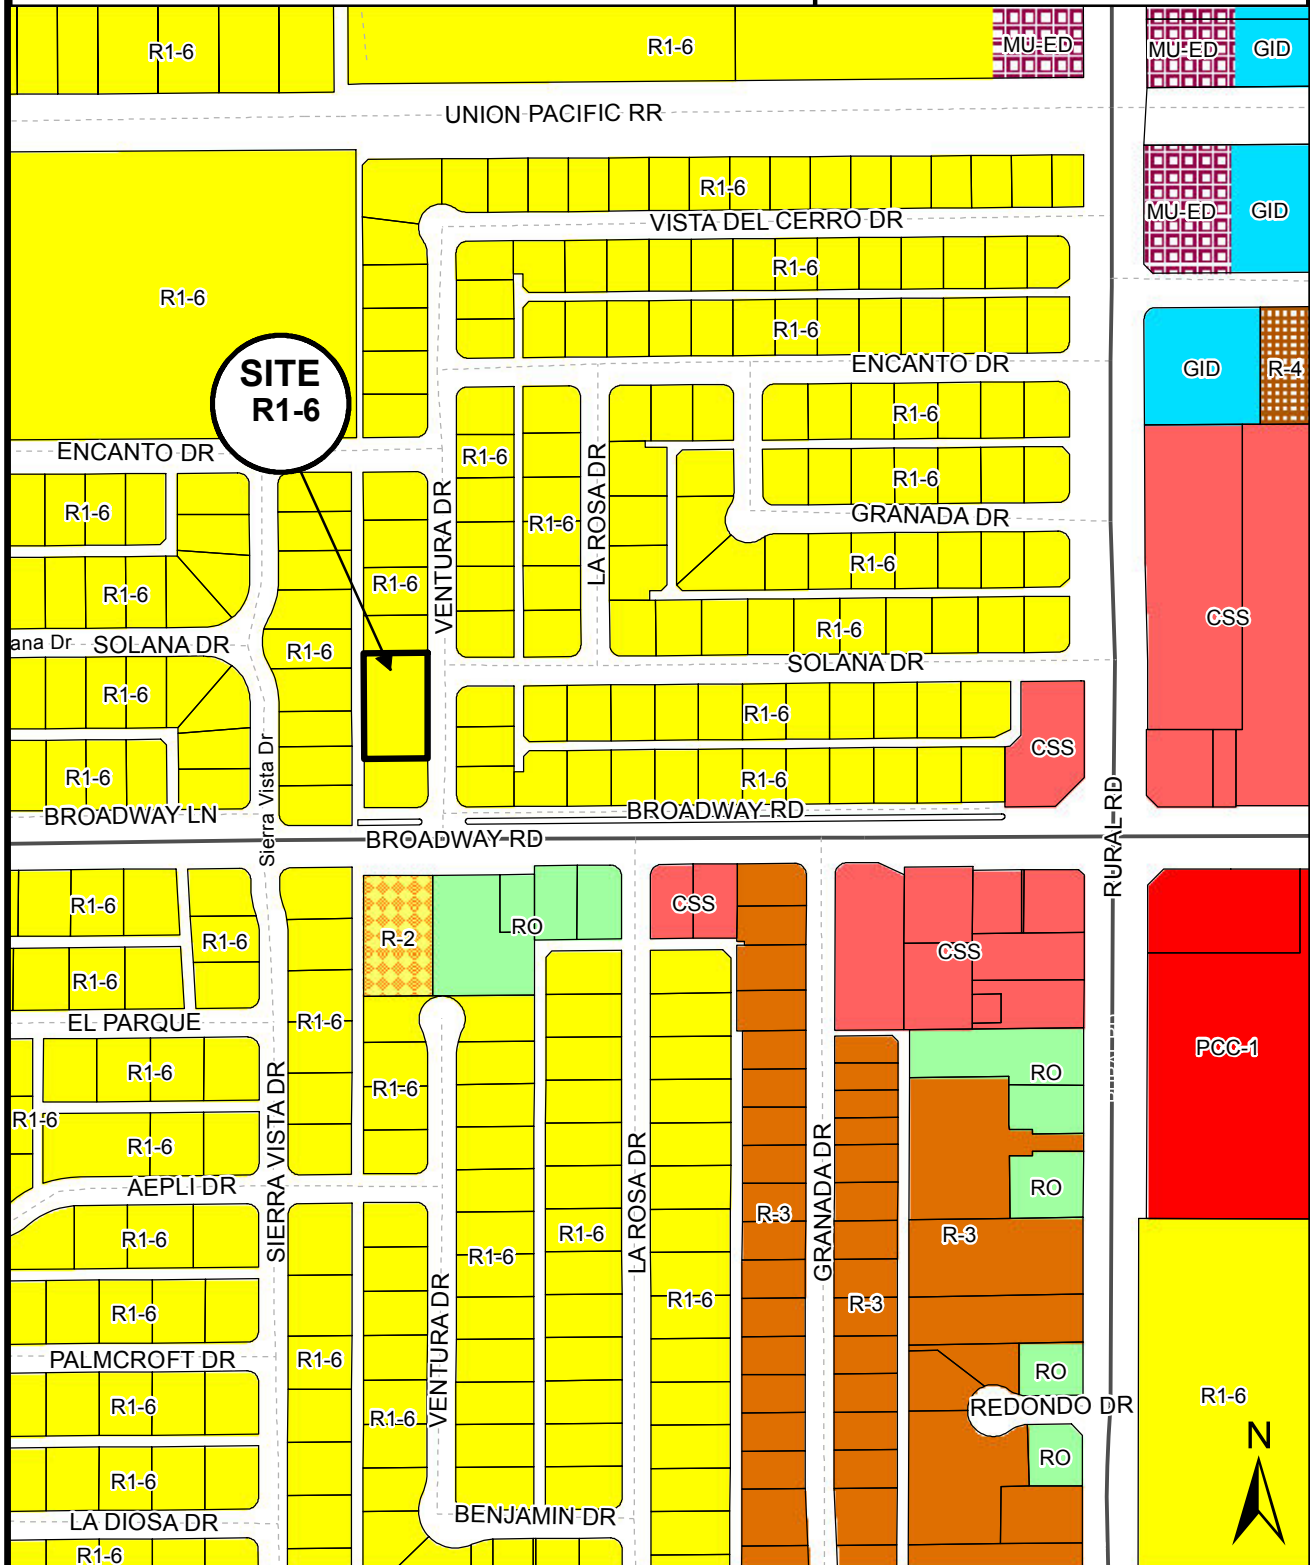 R1-6
R1-6
MU-ED
MU-ED
GID
UNION PACIFIC RR
R1-6
VISTA DEL CERRO DR
MU-ED
GID
R1-6
R1-6
R1-6
ENCANTO DR
GID
R-4
SITE
R1-6
R1-6
ENCANTO DR
R1-6
LA ROSA DR
R1-6
R1-6
R1-6
VENTURA DR
R1-6
GRANADA DR
R1-6
R1-6
R1-6
CSS
ana Dr
SOLANA DR
R1-6
R1-6
SOLANA DR
R1-6
R1-6
CSS
R1-6
Sierra Vista Dr
R1-6
BROADWAY LN
BROADWAY RD
RURAL RD
BROADWAY RD
R1-6
CSS
R1-6
R-2
RO
CSS
R1-6
EL PARQUE
R1-6
PCC-1
R1-6
R1-6
RO
R1-6
R1-6
SIERRA VISTA DR
LA ROSA DR
GRANADA DR
AEPLI DR
RO
R-3
R1-6
R1-6
R1-6
R-3
R1-6
R-3
R1-6
VENTURA DR
PALMCROFT DR
R1-6
RO
R1-6
R1-6
R1-6
REDONDO DR
N
RO
R1-6
LA DIOSA DR
BENJAMIN DR
R1-6